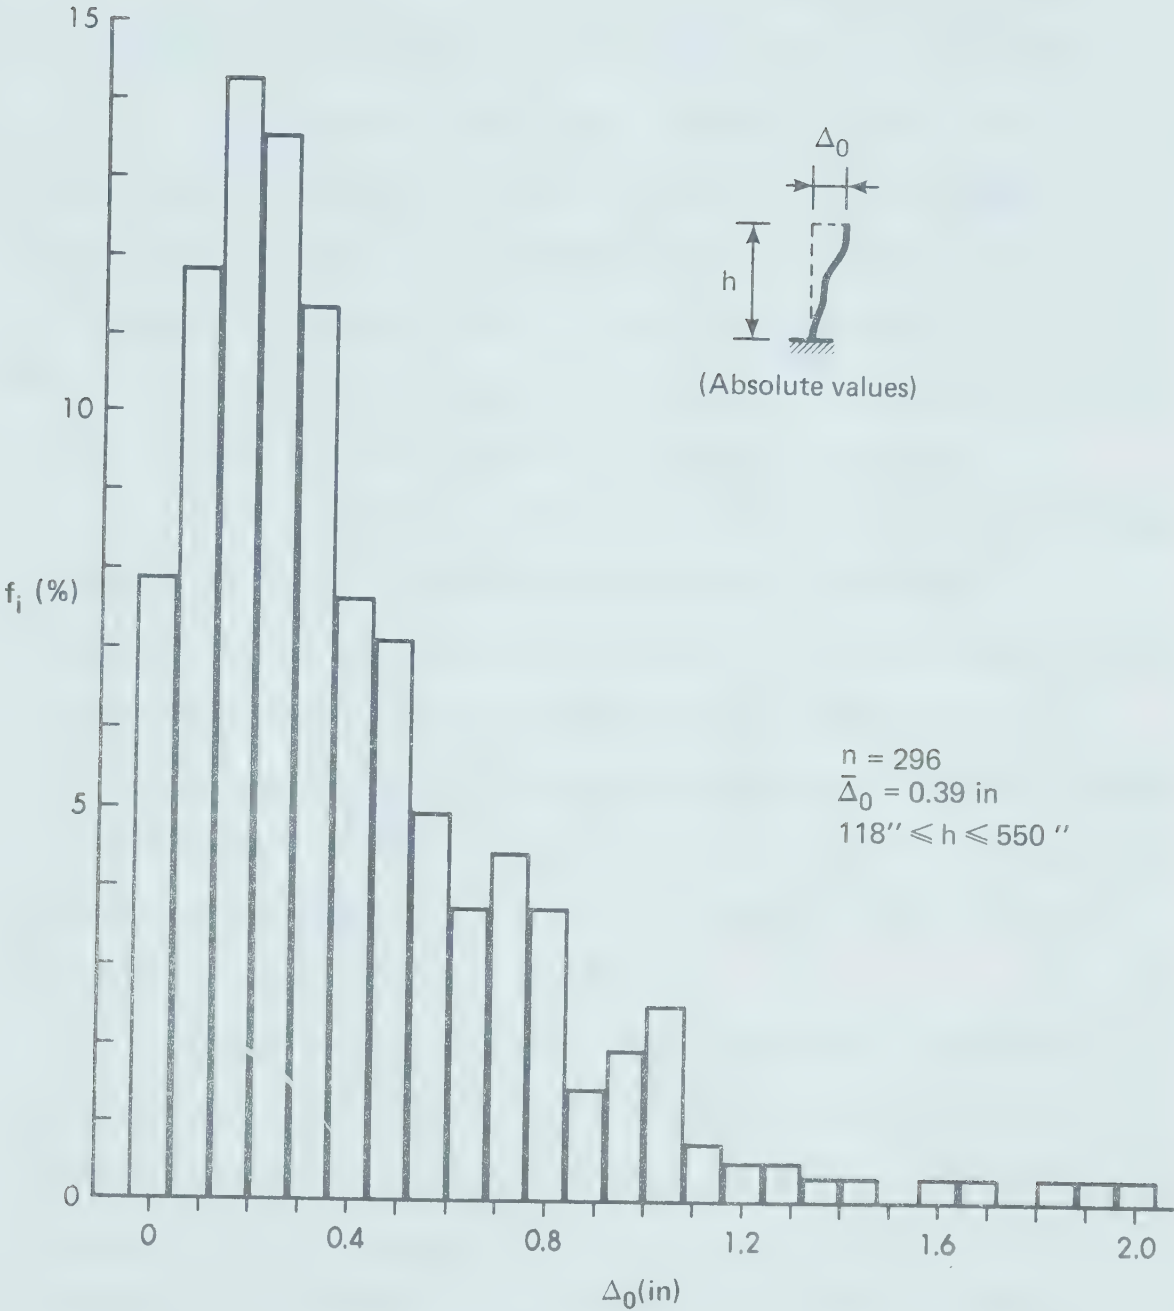 15
10
f_i (%)
5
0
0 0.4 0.8 1.2 1.6 2.0
Δ₀(in)
Δ₀
h
(Absolute values)
n = 296
Δ̅₀ = 0.39 in
118″ ⩽ h ⩽ 550 ″